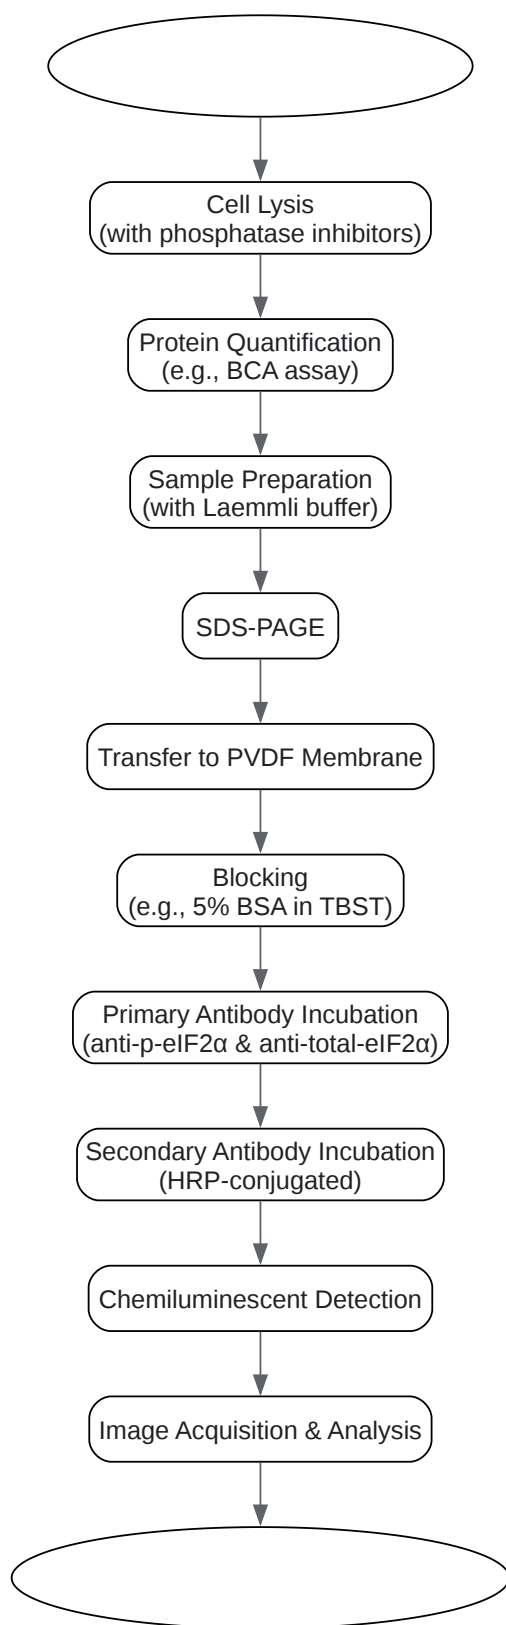 Cell Lysis
(with phosphatase inhibitors)
Protein Quantification
(e.g., BCA assay)
Sample Preparation
(with Laemmli buffer)
SDS-PAGE
Transfer to PVDF Membrane
Blocking
(e.g., 5% BSA in TBST)
Primary Antibody Incubation
(anti-p-eIF2α & anti-total-eIF2α)
Secondary Antibody Incubation
(HRP-conjugated)
Chemiluminescent Detection
Image Acquisition & Analysis